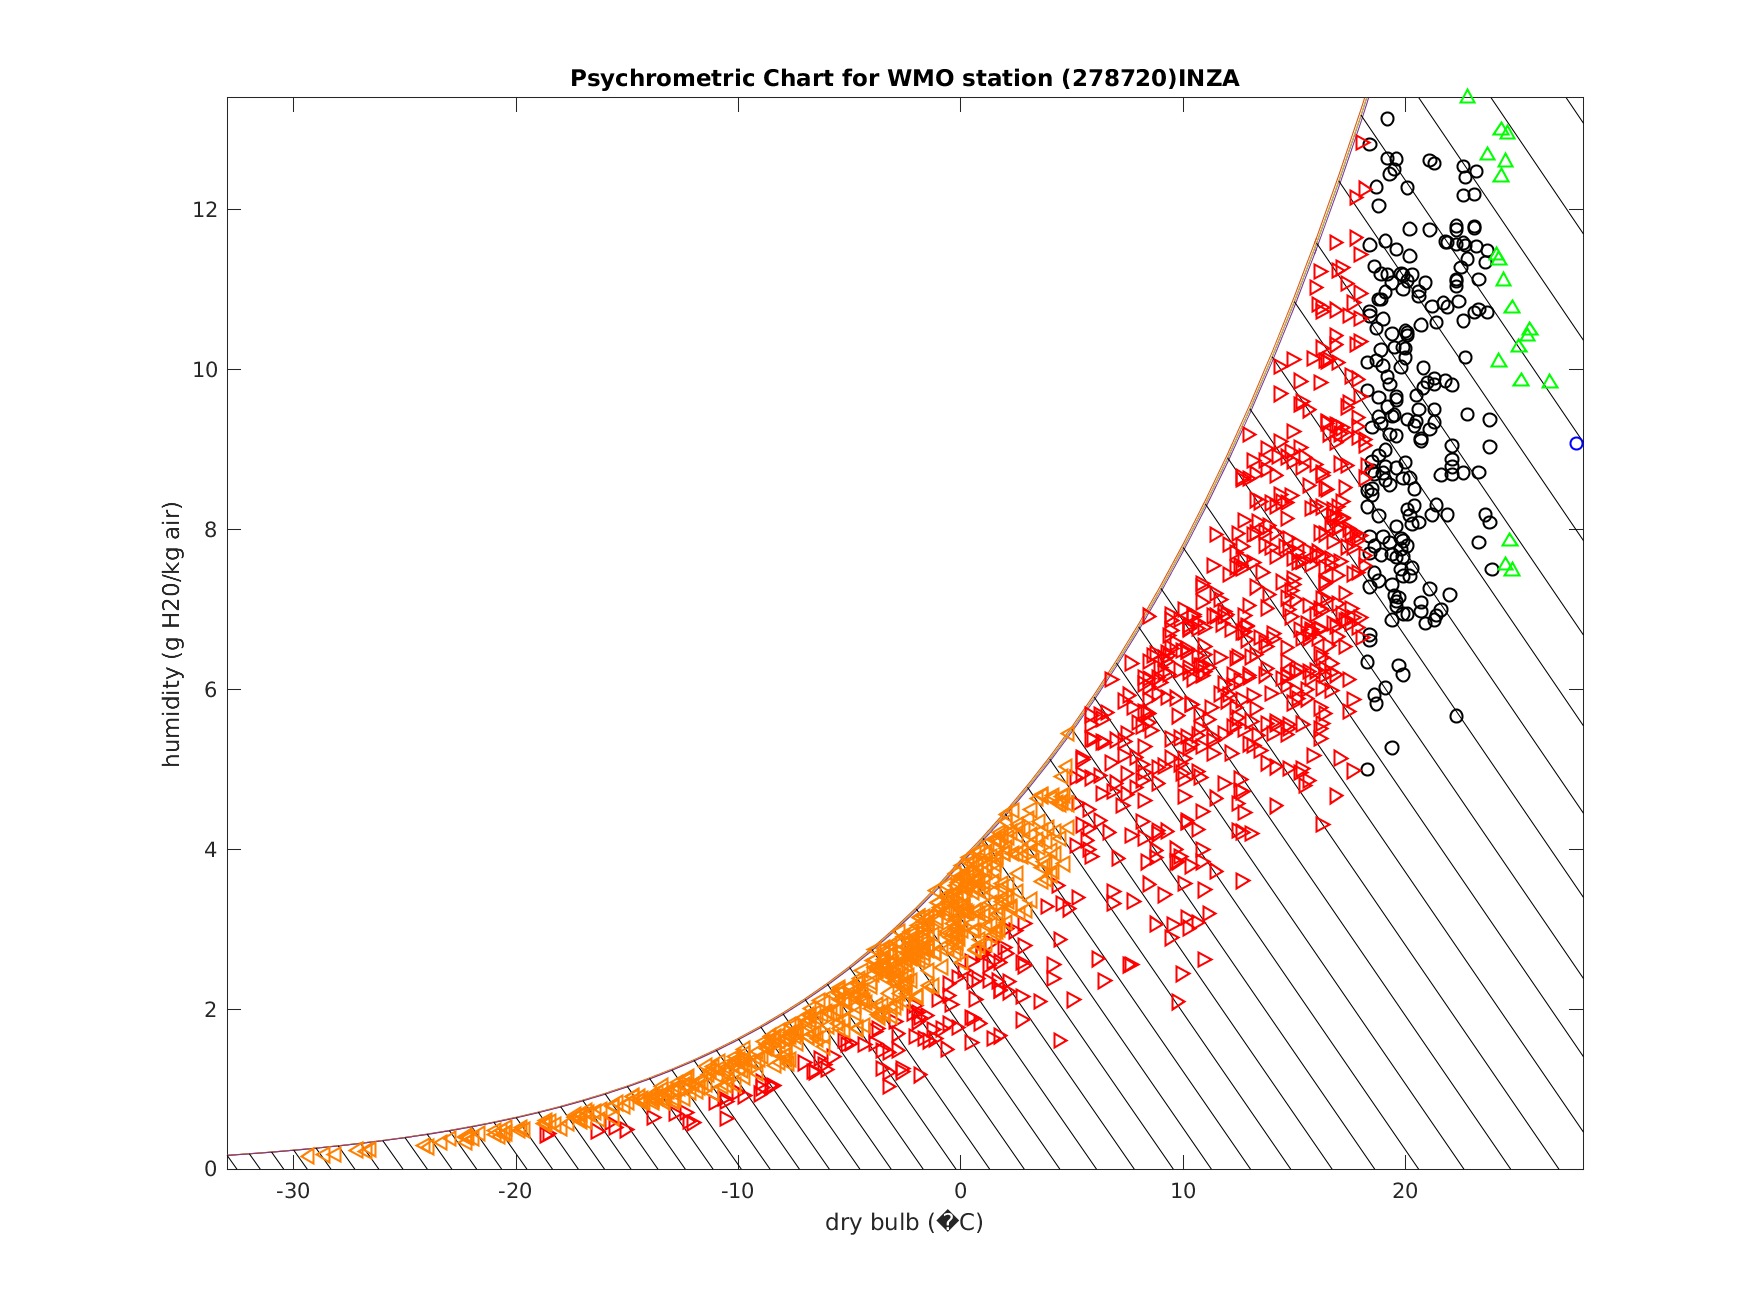 Psychrometric Chart for WMO station (278720)INZA
humidity (g H20/kg air)
12
10
8
6
4
2
0
-30 -20 -10 0 10 20
dry bulb (�C)